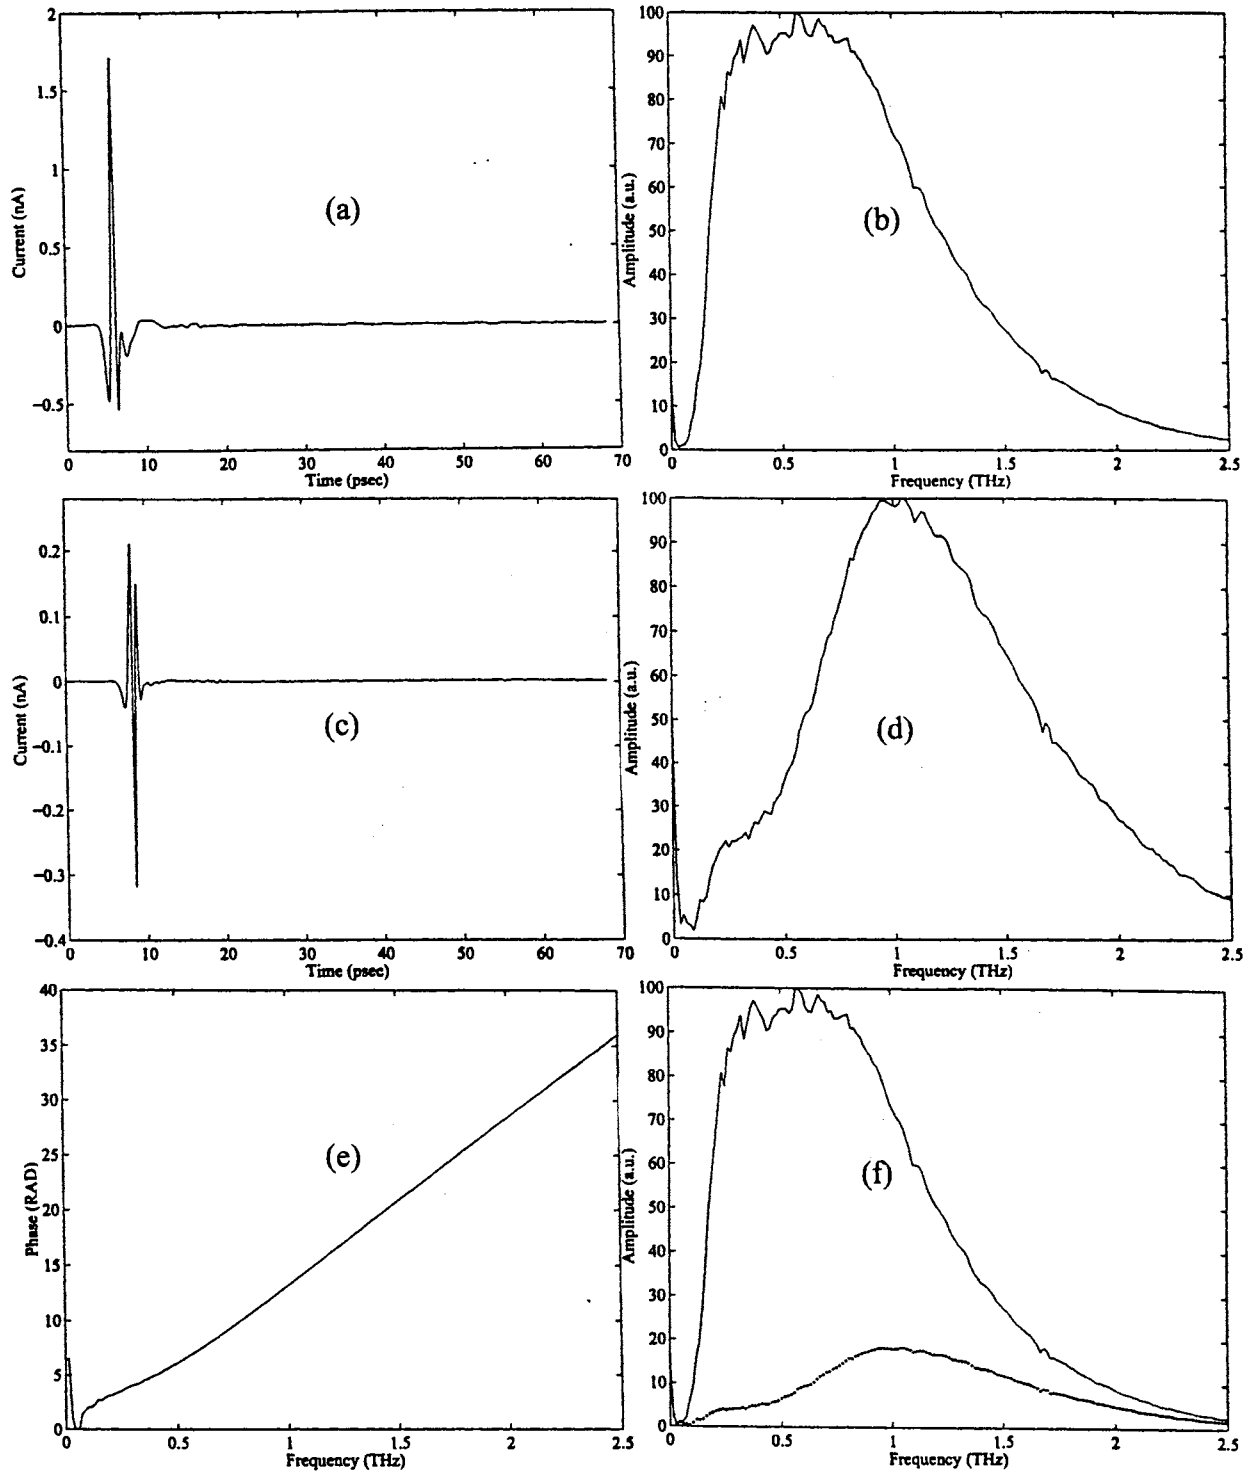 2
1.5
1
0.5
0
−0.5
Current (nA)
(a)
0 10 20 30 40 50 60 70
Time (psec)
100
90
80
70
60
50
40
30
20
10
0
Amplitude (a.u.)
(b)
0 0.5 1 1.5 2 2.5
Frequency (THz)
0.2
0.1
0
−0.1
−0.2
−0.3
−0.4
Current (nA)
(c)
0 10 20 30 40 50 60 70
Time (psec)
100
90
80
70
60
50
40
30
20
10
0
Amplitude (a.u.)
(d)
0 0.5 1 1.5 2 2.5
Frequency (THz)
40
35
30
25
20
15
10
5
0
Phase (RAD)
(e)
0 0.5 1 1.5 2 2.5
Frequency (THz)
100
90
80
70
60
50
40
30
20
10
0
Amplitude (a.u.)
(f)
0 0.5 1 1.5 2 2.5
Frequency (THz)